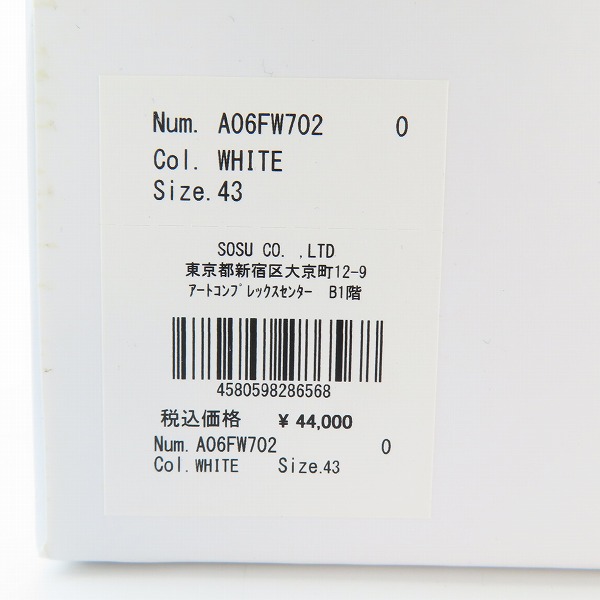 Num. A06FW702 0
Col. WHITE
Size. 43
SOSU CO. ,LTD
東京都新宿区大京町12-9
ｱｰﾄｺﾝﾌﾟﾚｯｸｽｾﾝﾀｰ B1階
4580598286568
税込価格 ¥ 44,000
Num. A06FW702 0
Col. WHITE Size. 43